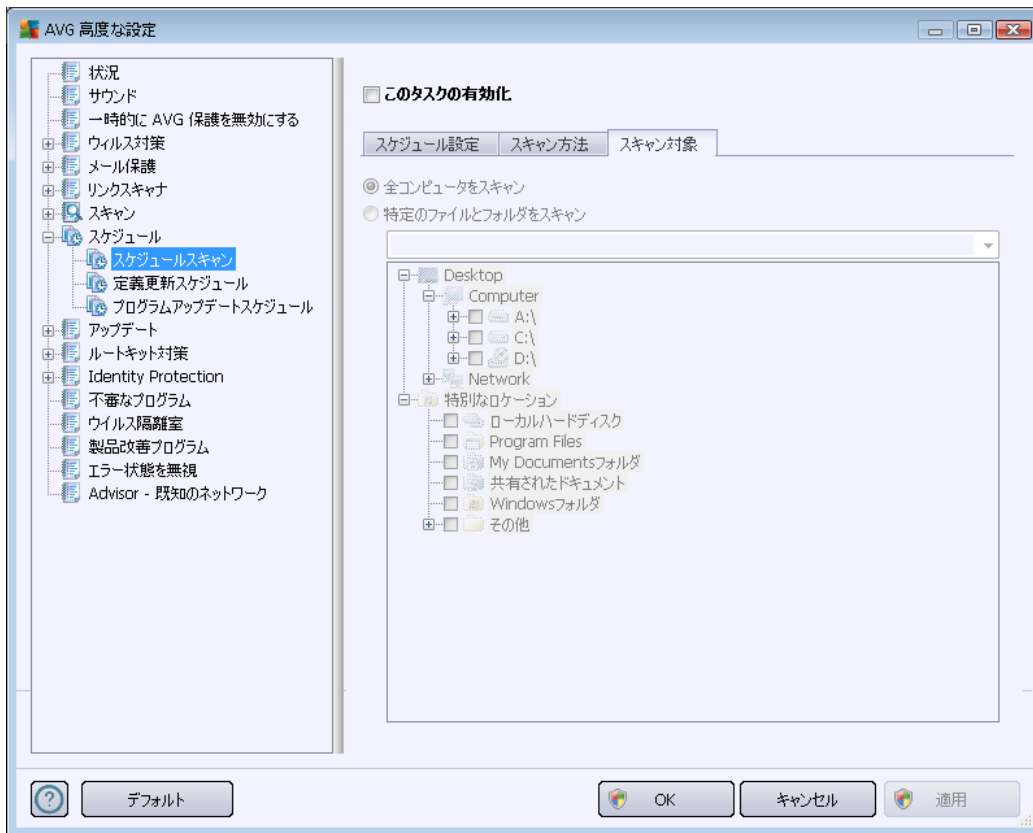 AVG 高度な設定
状況
サウンド
一時的に AVG 保護を無効にする
ウィルス対策
メール保護
リンクスキャナ
スキャン
スケジュール
スケジュールスキャン
定義更新スケジュール
プログラムアップデートスケジュール
アップデート
ルートキット対策
Identity Protection
不審なプログラム
ウイルス隔離室
製品改善プログラム
エラー状態を無視
Advisor - 既知のネットワーク
このタスクの有効化
スケジュール設定 スキャン方法 スキャン対象
全コンピュータをスキャン
特定のファイルとフォルダをスキャン
Desktop
Computer
A:\
C:\
D:\
Network
特別なロケーション
ローカルハードディスク
Program Files
My Documentsフォルダ
共有されたドキュメント
Windowsフォルダ
その他
デフォルト OK キャンセル 適用